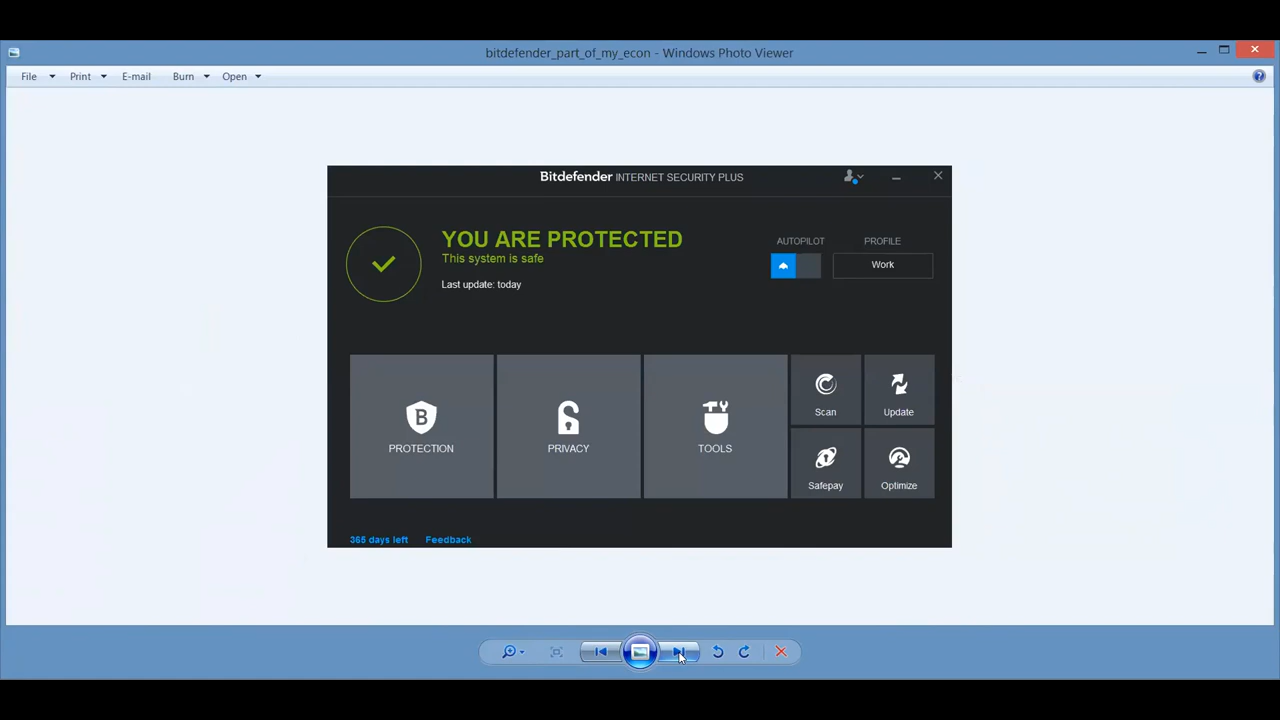 bitdefender_part_of_my_econ - Windows Photo Viewer
File Print E-mail Burn Open
Bitdefender INTERNET SECURITY PLUS
YOU ARE PROTECTED
This system is safe
Last update: today
AUTOPILOT PROFILE
Work
PROTECTION PRIVACY TOOLS
Scan Update
Safepay Optimize
365 days left Feedback